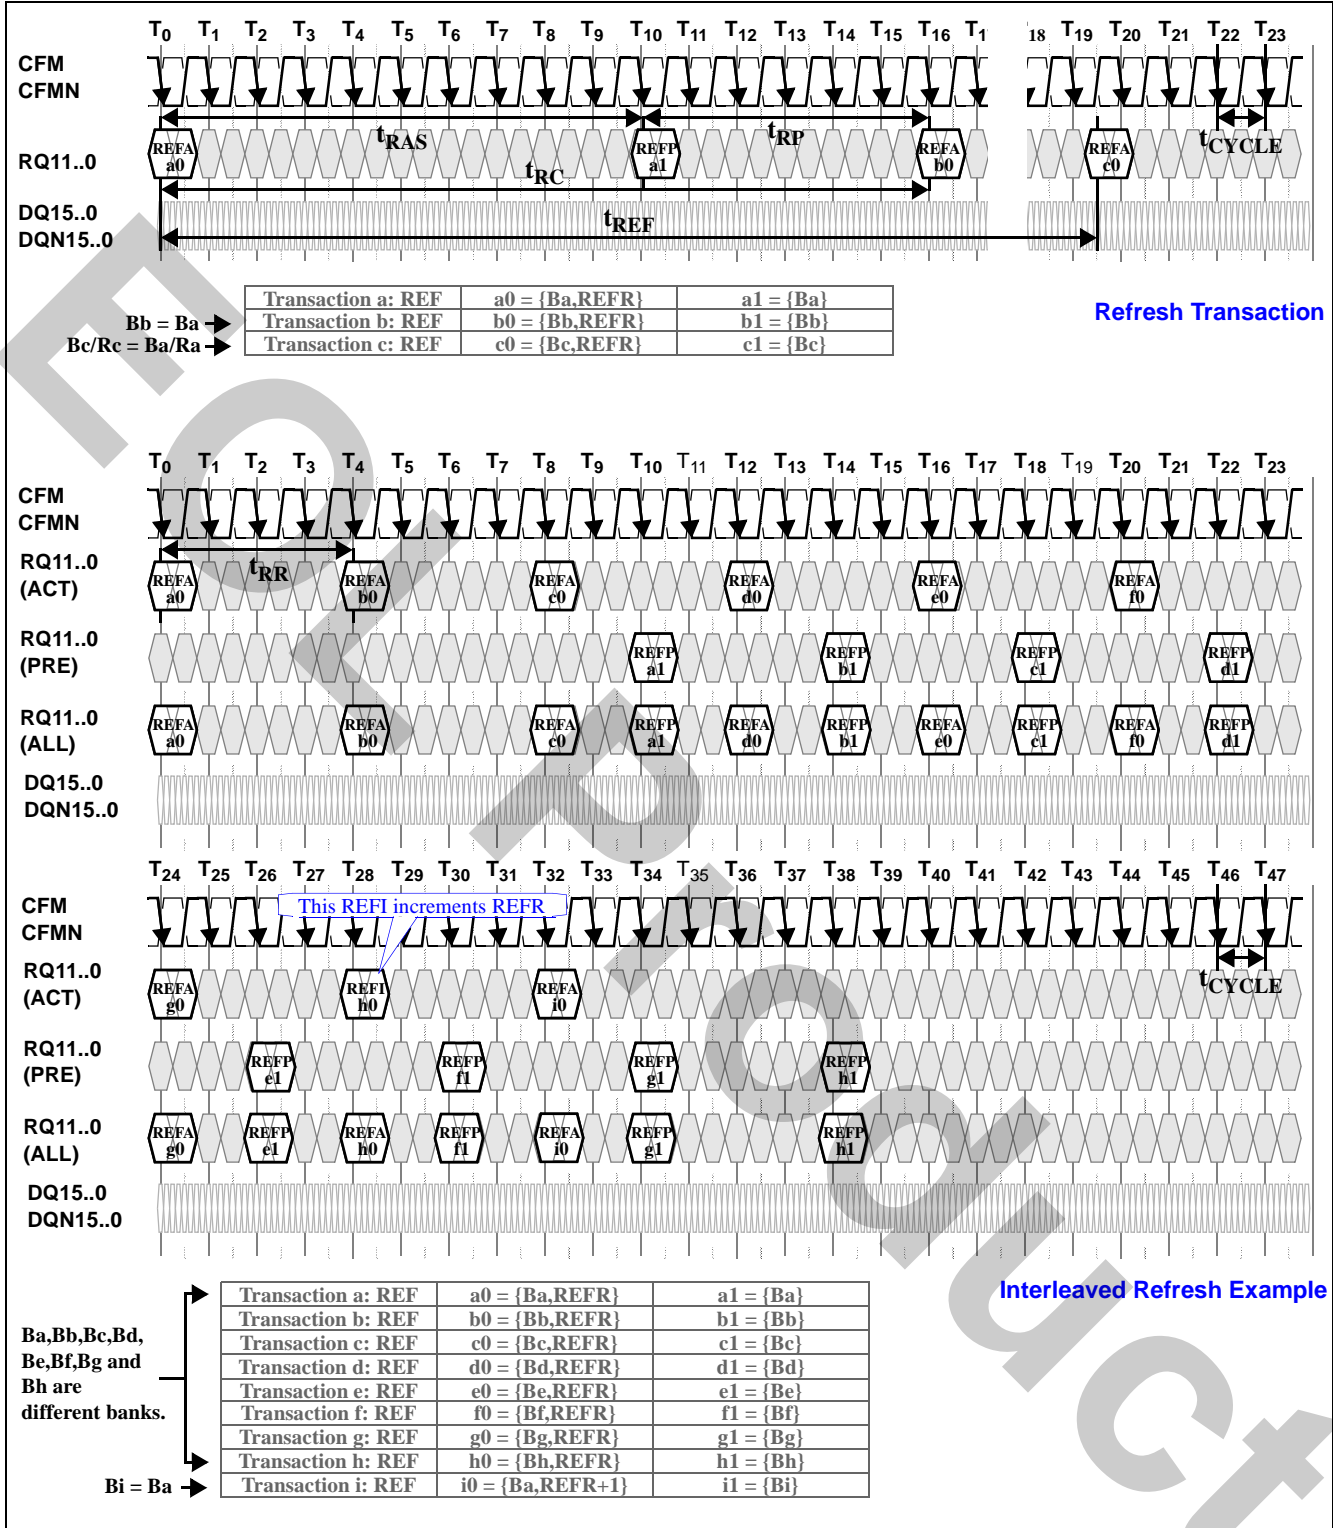 T0 T1 T2 T3 T4 T5 T6 T7 T8 T9 T10 T11 T12 T13 T14 T15 T16 T1 18 T19 T20 T21 T22 T23
CFM
CFMN
tRAS tRP tCYCLE
RQ11..0
REFA a0 REFP a1 REFA b0 REFA c0
tRC
DQ15..0
DQN15..0
tREF
Transaction a: REF a0 = {Ba,REFR} a1 = {Ba}
Bb = Ba Transaction b: REF b0 = {Bb,REFR} b1 = {Bb}
Bc/Rc = Ba/Ra Transaction c: REF c0 = {Bc,REFR} c1 = {Bc}
Refresh Transaction
T0 T1 T2 T3 T4 T5 T6 T7 T8 T9 T10 T11 T12 T13 T14 T15 T16 T17 T18 T19 T20 T21 T22 T23
CFM
CFMN
tRR
RQ11..0
(ACT)
REFA a0 REFA b0 REFA c0 REFA d0 REFA e0 REFA f0
RQ11..0
(PRE)
REFP a1 REFP b1 REFP c1 REFP d1
RQ11..0
(ALL)
REFA a0 REFA b0 REFA c0 REFP a1 REFA d0 REFP b1 REFA e0 REFP c1 REFA f0 REFP d1
DQ15..0
DQN15..0
T24 T25 T26 T27 T28 T29 T30 T31 T32 T33 T34 T35 T36 T37 T38 T39 T40 T41 T42 T43 T44 T45 T46 T47
CFM
CFMN
This REFI increments REFR
tCYCLE
RQ11..0
(ACT)
REFA g0 REFI h0 REFA i0
RQ11..0
(PRE)
REFP e1 REFP f1 REFP g1 REFP h1
RQ11..0
(ALL)
REFA g0 REFP e1 REFA h0 REFP f1 REFA i0 REFP g1 REFP h1
DQ15..0
DQN15..0
Interleaved Refresh Example
Ba,Bb,Bc,Bd,
Be,Bf,Bg and
Bh are
different banks.
Transaction a: REF a0 = {Ba,REFR} a1 = {Ba}
Transaction b: REF b0 = {Bb,REFR} b1 = {Bb}
Transaction c: REF c0 = {Bc,REFR} c1 = {Bc}
Transaction d: REF d0 = {Bd,REFR} d1 = {Bd}
Transaction e: REF e0 = {Be,REFR} e1 = {Be}
Transaction f: REF f0 = {Bf,REFR} f1 = {Bf}
Transaction g: REF g0 = {Bg,REFR} g1 = {Bg}
Transaction h: REF h0 = {Bh,REFR} h1 = {Bh}
Bi = Ba Transaction i: REF i0 = {Ba,REFR+1} i1 = {Bi}
EOL Product